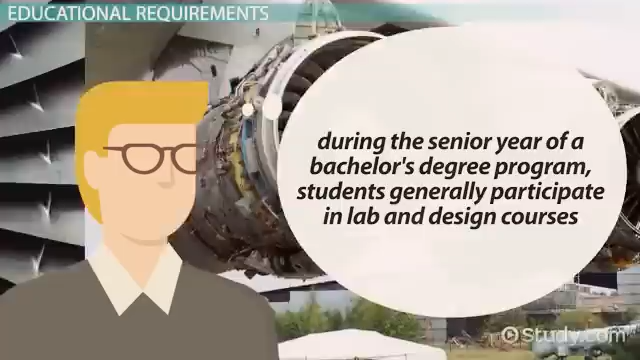 EDUCATIONAL REQUIREMENTS
during the senior year of a
bachelor's degree program,
students generally participate
in lab and design courses
Study.com